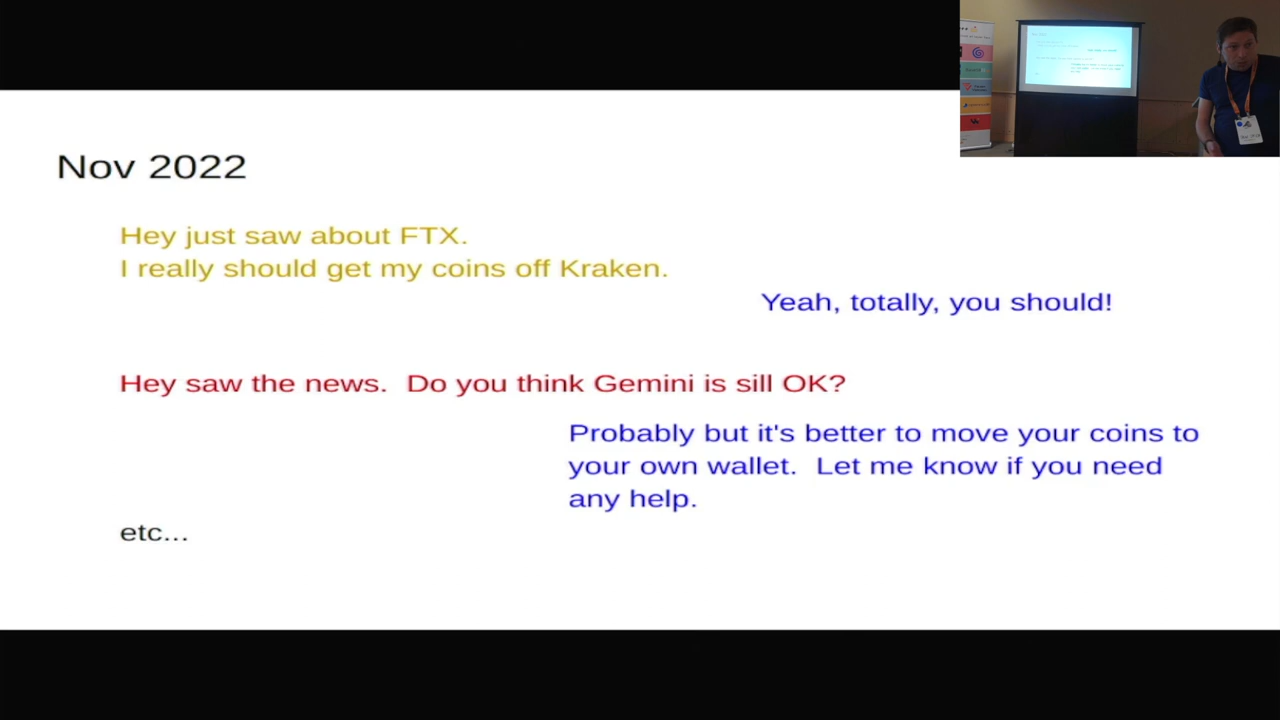 Nov 2022
Hey just saw about FTX.
I really should get my coins off Kraken.
Yeah, totally, you should!
Hey saw the news.  Do you think Gemini is sill OK?
Probably but it's better to move your coins to
your own wallet.  Let me know if you need
any help.
etc...